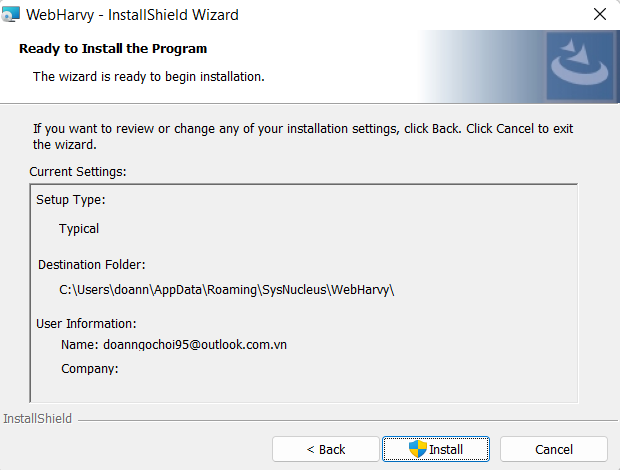 WebHarvy - InstallShield Wizard
Ready to Install the Program
The wizard is ready to begin installation.
If you want to review or change any of your installation settings, click Back. Click Cancel to exit
the wizard.
Current Settings:
Setup Type:
Typical
Destination Folder:
C:\Users\doann\AppData\Roaming\SysNucleus\WebHarvy\
User Information:
Name: doanngochoi95@outlook.com.vn
Company:
InstallShield
< Back
Install
Cancel